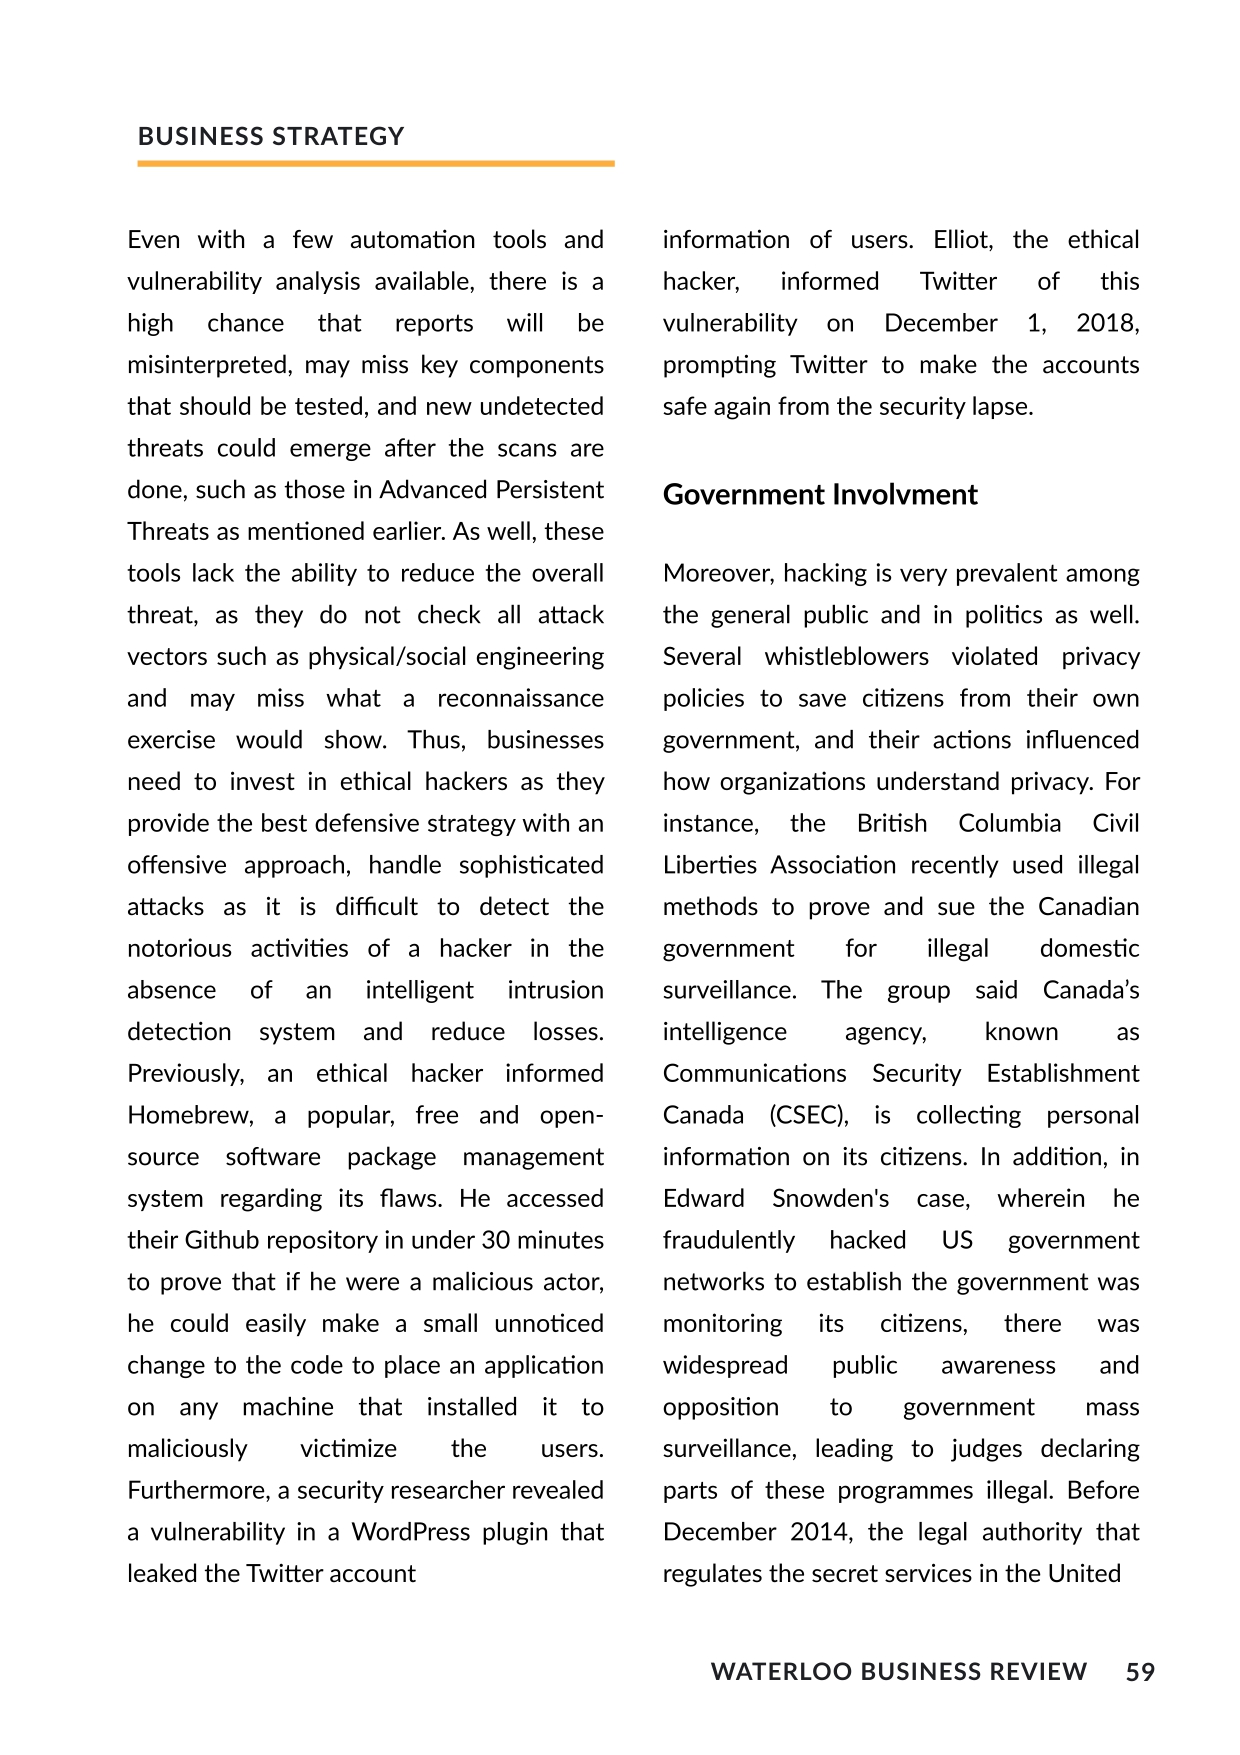 BUSINESS STRATEGY
Even with a few automation tools and
vulnerability analysis available, there is a
high chance that reports will be
misinterpreted, may miss key components
that should be tested, and new undetected
threats could emerge after the scans are
done, such as those in Advanced Persistent
Threats as mentioned earlier. As well, these
tools lack the ability to reduce the overall
threat, as they do not check all attack
vectors such as physical/social engineering
and may miss what a reconnaissance
exercise would show. Thus, businesses
need to invest in ethical hackers as they
provide the best defensive strategy with an
offensive approach, handle sophisticated
attacks as it is difficult to detect the
notorious activities of a hacker in the
absence of an intelligent intrusion
detection system and reduce losses.
Previously, an ethical hacker informed
Homebrew, a popular, free and open-
source software package management
system regarding its flaws. He accessed
their Github repository in under 30 minutes
to prove that if he were a malicious actor,
he could easily make a small unnoticed
change to the code to place an application
on any machine that installed it to
maliciously victimize the users.
Furthermore, a security researcher revealed
a vulnerability in a WordPress plugin that
leaked the Twitter account
information of users. Elliot, the ethical
hacker, informed Twitter of this
vulnerability on December 1, 2018,
prompting Twitter to make the accounts
safe again from the security lapse.
Government Involvment
Moreover, hacking is very prevalent among
the general public and in politics as well.
Several whistleblowers violated privacy
policies to save citizens from their own
government, and their actions influenced
how organizations understand privacy. For
instance, the British Columbia Civil
Liberties Association recently used illegal
methods to prove and sue the Canadian
government for illegal domestic
surveillance. The group said Canada’s
intelligence agency, known as
Communications Security Establishment
Canada (CSEC), is collecting personal
information on its citizens. In addition, in
Edward Snowden's case, wherein he
fraudulently hacked US government
networks to establish the government was
monitoring its citizens, there was
widespread public awareness and
opposition to government mass
surveillance, leading to judges declaring
parts of these programmes illegal. Before
December 2014, the legal authority that
regulates the secret services in the United
WATERLOO BUSINESS REVIEW 59